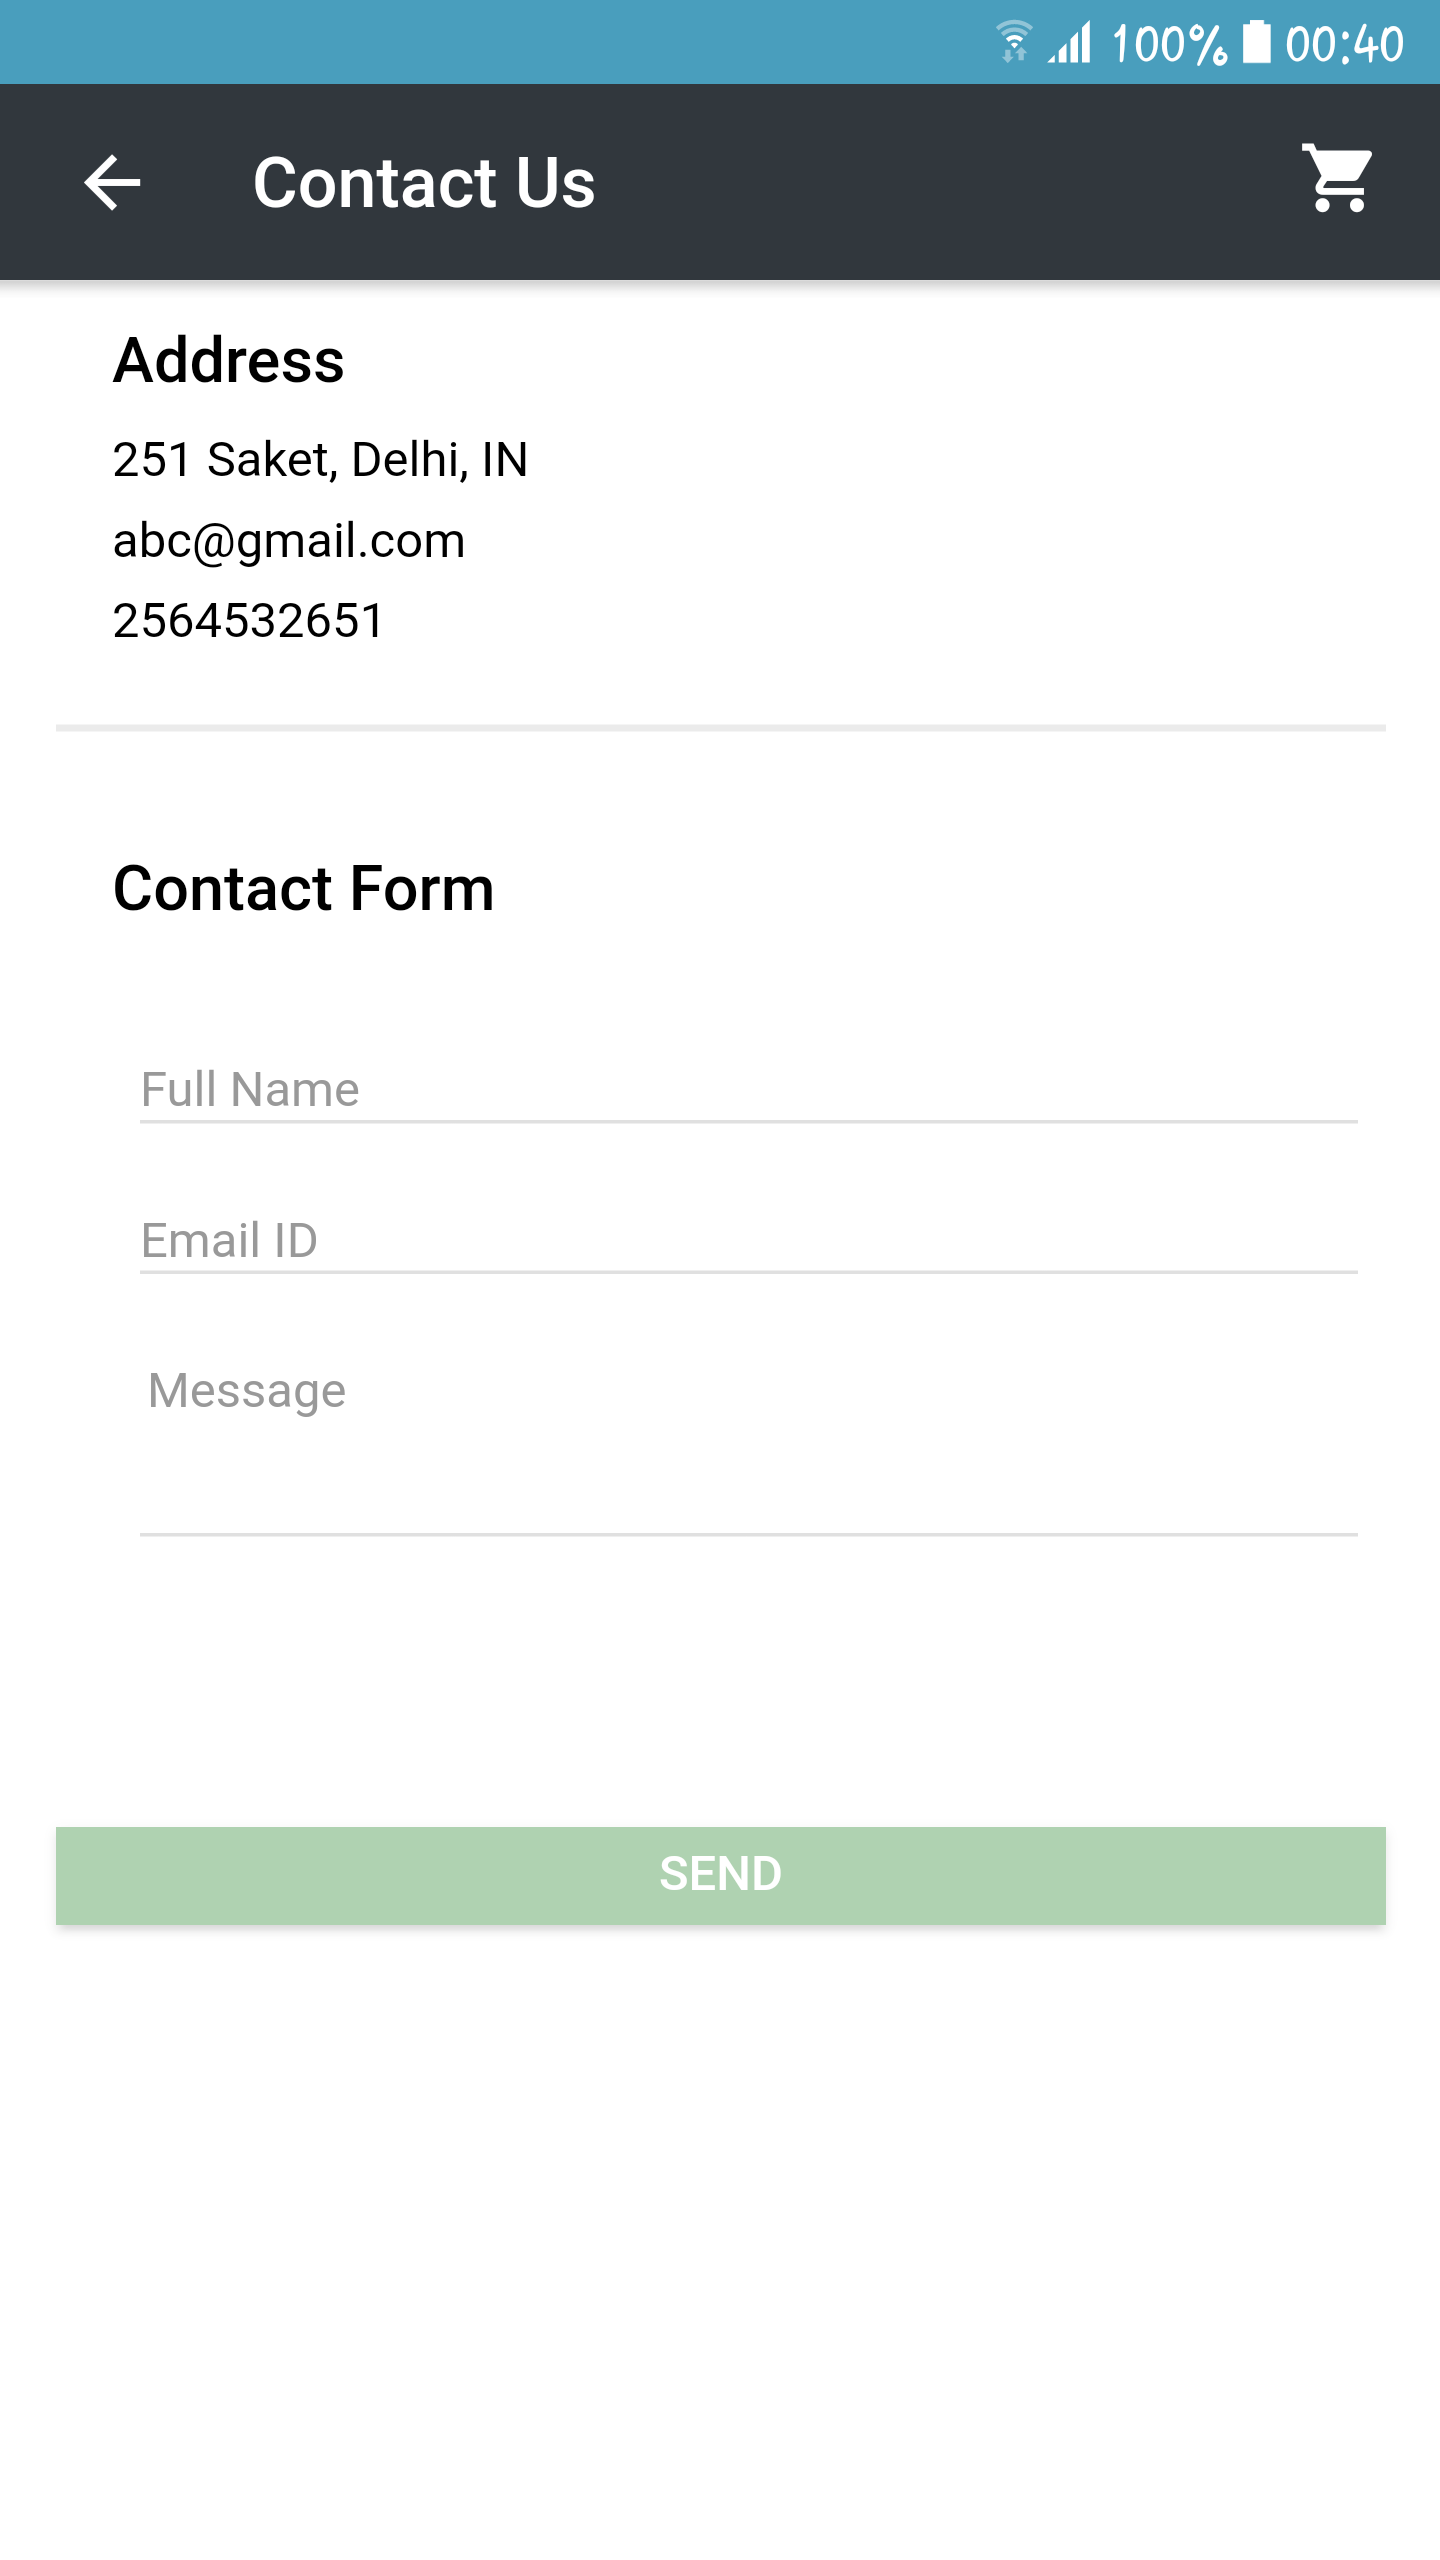 100% 00:40
Contact Us
Address
251 Saket, Delhi, IN
abc@gmail.com
2564532651
Contact Form
Full Name
Email ID
Message
SEND